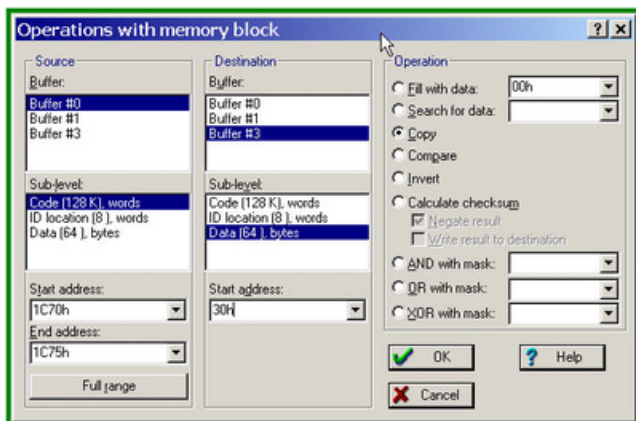 Operations with memory block
Source
Buffer:
Buffer #0
Buffer #1
Buffer #3
Sub-level:
Code (128 K), words
ID location (8 ), words
Data (64 ), bytes
Start address:
1C70h
End address:
1C75h
Full range
Destination
Buffer:
Buffer #0
Buffer #1
Buffer #3
Sub-level:
Code (128 K), words
ID location (8 ), words
Data (64 ), bytes
Start address:
30h
Operation
Fill with data: 00h
Search for data:
Copy
Compare
Invert
Calculate checksum
Negate result
Write result to destination
AND with mask:
OR with mask:
XOR with mask:
OK
? Help
Cancel